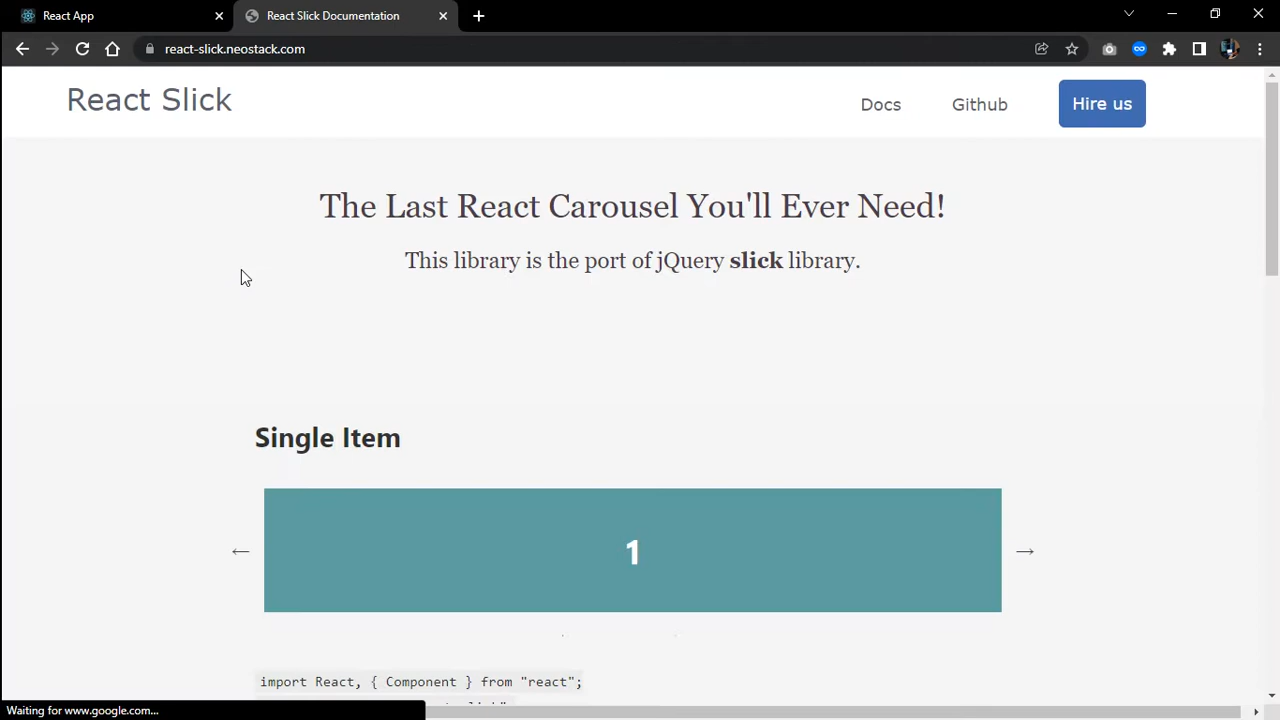 React App
React Slick Documentation
react-slick.neostack.com
React Slick
Docs
Github
Hire us
The Last React Carousel You'll Ever Need!
This library is the port of jQuery slick library.
Single Item
1
import React, { Component } from "react";
Waiting for www.google.com...